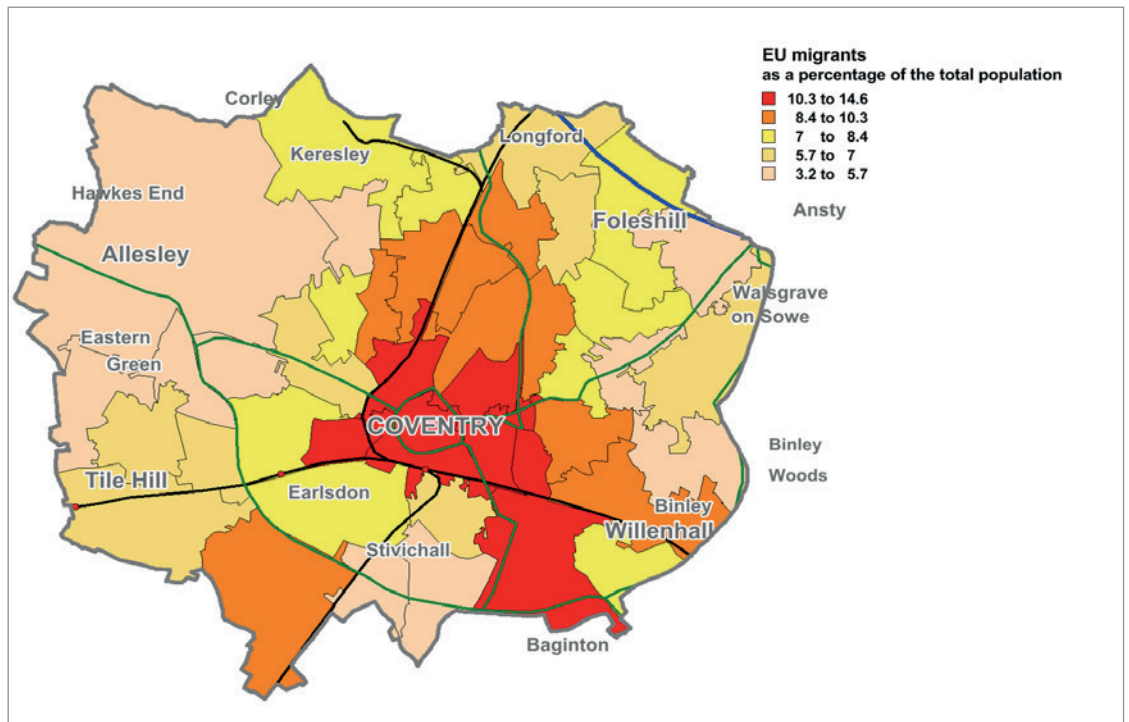 EU migrants
as a percentage of the total population
10.3 to 14.6
8.4 to 10.3
7 to 8.4
5.7 to 7
3.2 to 5.7
Corley
Longford
Keresley
Hawkes End
Ansty
Foleshill
Allesley
Walsgrave
on Sowe
Eastern
Green
COVENTRY
Binley
Woods
Tile Hill
Earlsdon
Binley
Willenhall
Stivichall
Baginton